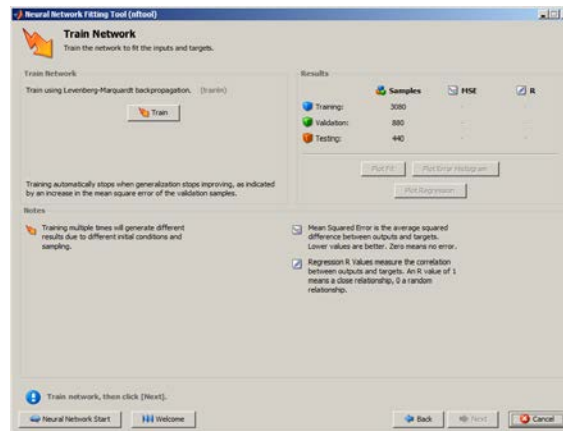 Neural Network Fitting Tool (nftool)
Train Network
Train the network to fit the inputs and targets.
Train Network
Train using Levenberg-Marquardt backpropagation. (trainlm)
Train
Training automatically stops when generalization stops improving, as indicated
by an increase in the mean square error of the validation samples.
Results
Samples MSE R
Training: 3080 - -
Validation: 880 - -
Testing: 440 - -
Plot Fit Plot Error Histogram
Plot Regression
Notes
Training multiple times will generate different
results due to different initial conditions and
sampling.
Mean Squared Error is the average squared
difference between outputs and targets.
Lower values are better. Zero means no error.
Regression R Values measure the correlation
between outputs and targets. An R value of 1
means a close relationship, 0 a random
relationship.
Train network, then click [Next].
Neural Network Start Welcome Back Next Cancel